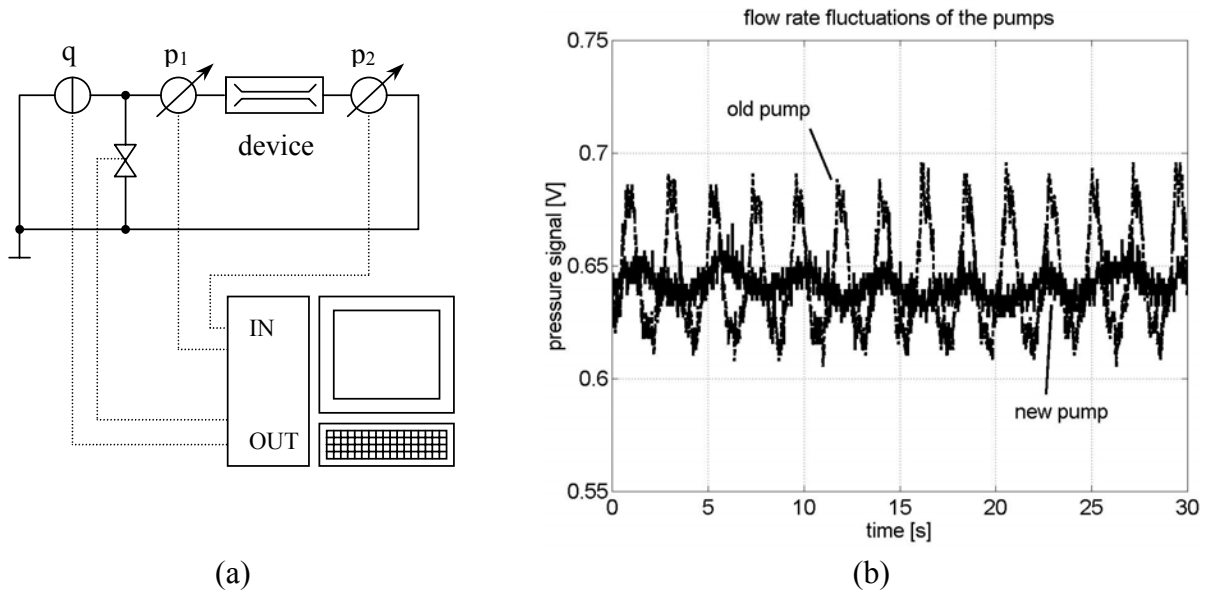 q
p1
p2
device
IN
OUT
(a)
flow rate fluctuations of the pumps
pressure signal [V]
0.75
0.7
0.65
0.6
0.55
old pump
new pump
0 5 10 15 20 25 30
time [s]
(b)